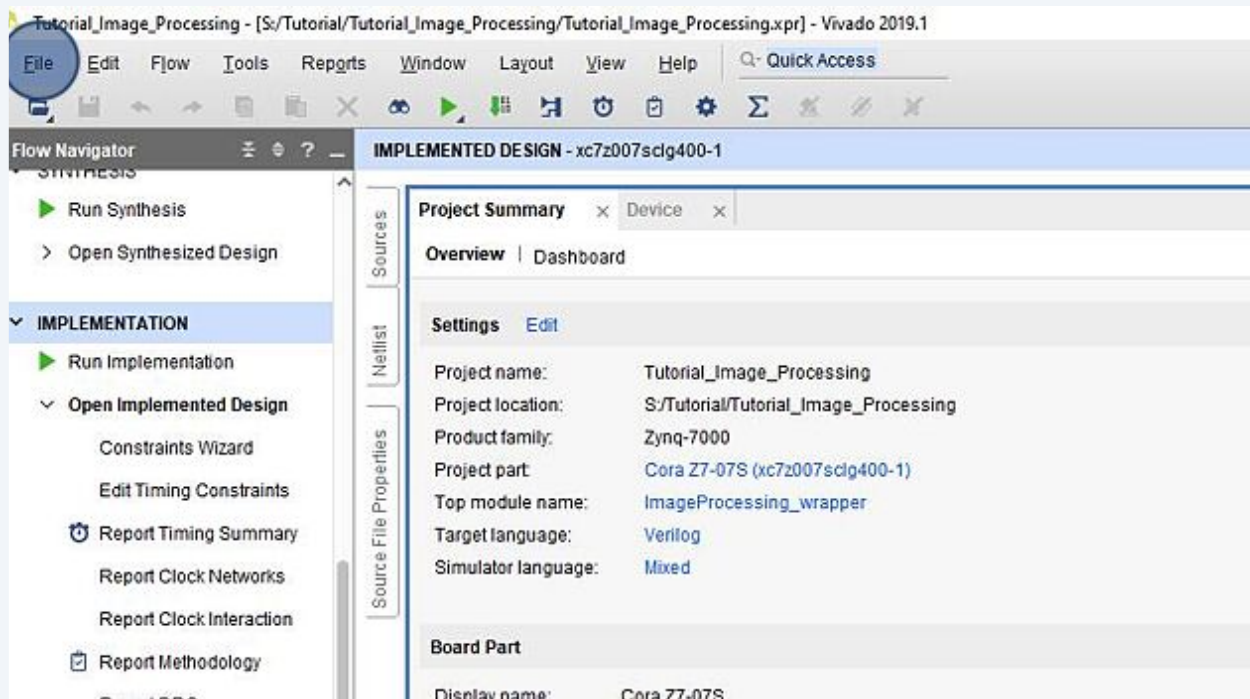 Tutorial_Image_Processing - [S:/Tutorial/Tutorial_Image_Processing/Tutorial_Image_Processing.xpr] - Vivado 2019.1
File Edit Flow Tools Reports Window Layout View Help Quick Access
Flow Navigator
IMPLEMENTED DESIGN - xc7z007sclg400-1
SYNTHESIS
Run Synthesis
Open Synthesized Design
IMPLEMENTATION
Run Implementation
Open Implemented Design
Constraints Wizard
Edit Timing Constraints
Report Timing Summary
Report Clock Networks
Report Clock Interaction
Report Methodology
Sources
Netlist
Source File Properties
Project Summary Device
Overview | Dashboard
Settings Edit
Project name: Tutorial_Image_Processing
Project location: S:/Tutorial/Tutorial_Image_Processing
Product family: Zynq-7000
Project part: Cora Z7-07S (xc7z007sclg400-1)
Top module name: ImageProcessing_wrapper
Target language: Verilog
Simulator language: Mixed
Board Part
Display name: Cora Z7-07S